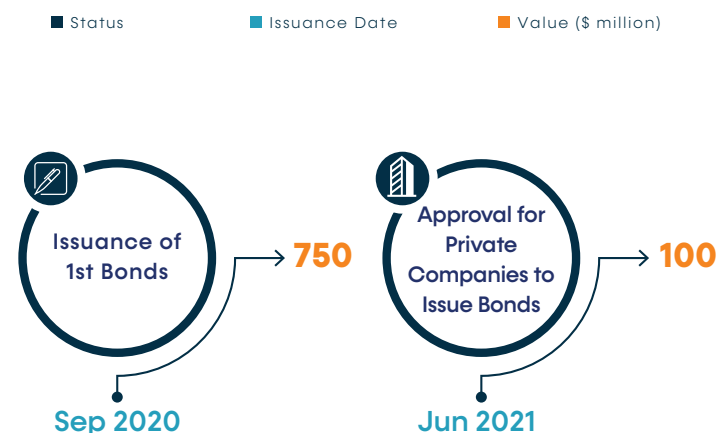 Status
Issuance Date
Value ($ million)
Issuance of
1st Bonds
750
Sep 2020
Approval for
Private
Companies to
Issue Bonds
100
Jun 2021